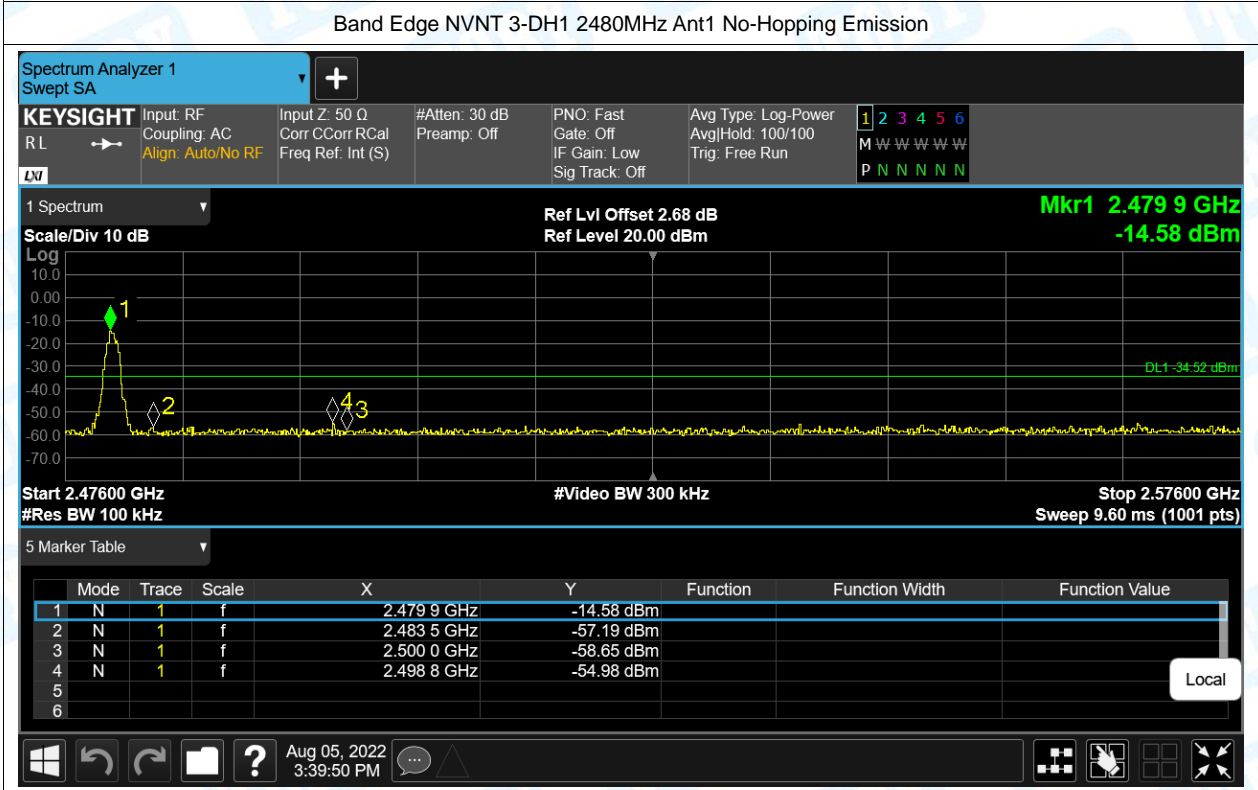 Band Edge NVNT 3-DH1 2480MHz Ant1 No-Hopping Emission
Spectrum Analyzer 1
Swept SA
KEYSIGHT
R L
LXI
Input: RF
Coupling: AC
Align: Auto/No RF
Input Z: 50 Ω
Corr CCorr RCal
Freq Ref: Int (S)
#Atten: 30 dB
Preamp: Off
PNO: Fast
Gate: Off
IF Gain: Low
Sig Track: Off
Avg Type: Log-Power
Avg|Hold: 100/100
Trig: Free Run
1 2 3 4 5 6
M W W W W W
P N N N N N
1 Spectrum
Scale/Div 10 dB
Ref Lvl Offset 2.68 dB
Ref Level 20.00 dBm
Mkr1 2.479 9 GHz
-14.58 dBm
Log
10.0
0.00
-10.0
-20.0
-30.0
-40.0
-50.0
-60.0
-70.0
1
2
4
3
DL1 -34.52 dBm
Start 2.47600 GHz
#Res BW 100 kHz
#Video BW 300 kHz
Stop 2.57600 GHz
Sweep 9.60 ms (1001 pts)
5 Marker Table
Mode Trace Scale X Y Function Function Width Function Value
1 N 1 f 2.479 9 GHz -14.58 dBm
2 N 1 f 2.483 5 GHz -57.19 dBm
3 N 1 f 2.500 0 GHz -58.65 dBm
4 N 1 f 2.498 8 GHz -54.98 dBm
5
6
Local
?
Aug 05, 2022
3:39:50 PM